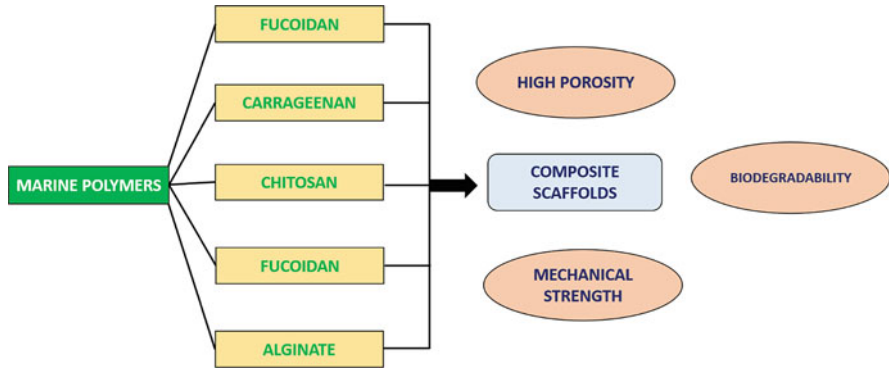 MARINE POLYMERS
FUCOIDAN
CARRAGEENAN
CHITOSAN
FUCOIDAN
ALGINATE
HIGH POROSITY
COMPOSITE
SCAFFOLDS
BIODEGRADABILITY
MECHANICAL
STRENGTH